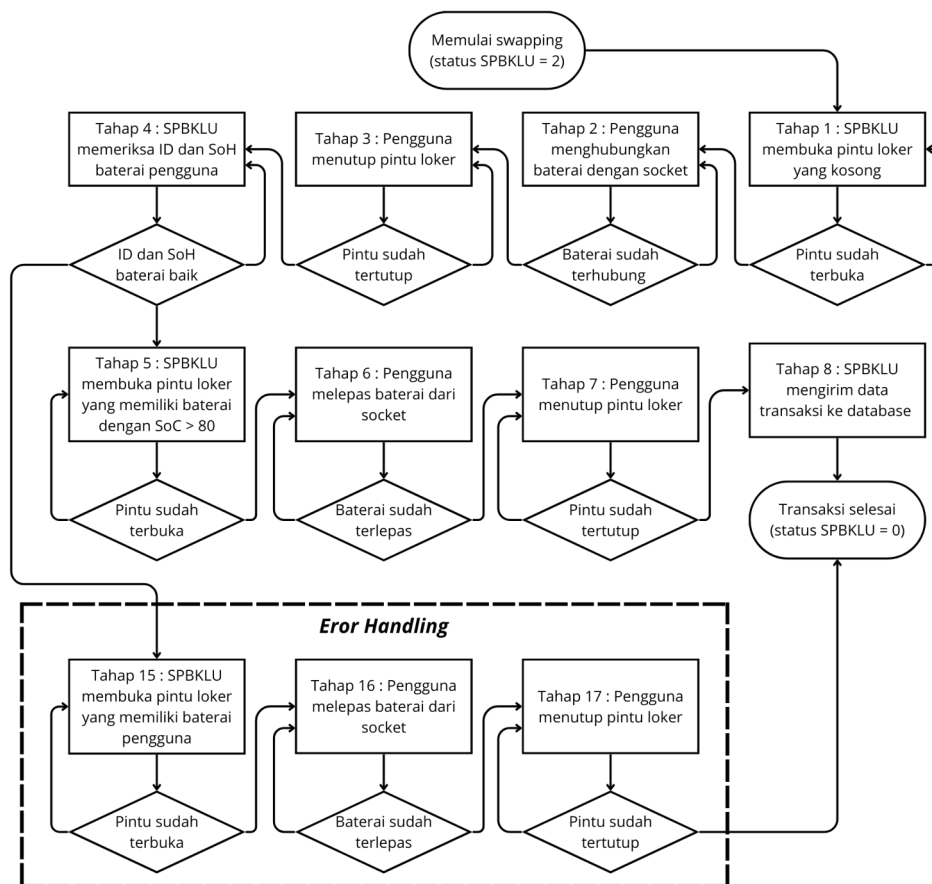 Memulai swapping
(status SPBKLU = 2)
Tahap 4 : SPBKLU
memeriksa ID dan SoH
baterai pengguna
Tahap 3 : Pengguna
menutup pintu loker
Tahap 2 : Pengguna
menghubungkan
baterai dengan socket
Tahap 1 : SPBKLU
membuka pintu loker
yang kosong
ID dan SoH
baterai baik
Pintu sudah
tertutup
Baterai sudah
terhubung
Pintu sudah
terbuka
Tahap 5 : SPBKLU
membuka pintu loker
yang memiliki baterai
dengan SoC > 80
Tahap 6 : Pengguna
melepas baterai dari
socket
Tahap 7 : Pengguna
menutup pintu loker
Tahap 8 : SPBKLU
mengirim data
transaksi ke database
Pintu sudah
terbuka
Baterai sudah
terlepas
Pintu sudah
tertutup
Transaksi selesai
(status SPBKLU = 0)
Eror Handling
Tahap 15 : SPBKLU
membuka pintu loker
yang memiliki baterai
pengguna
Tahap 16 : Pengguna
melepas baterai dari
socket
Tahap 17 : Pengguna
menutup pintu loker
Pintu sudah
terbuka
Baterai sudah
terlepas
Pintu sudah
tertutup